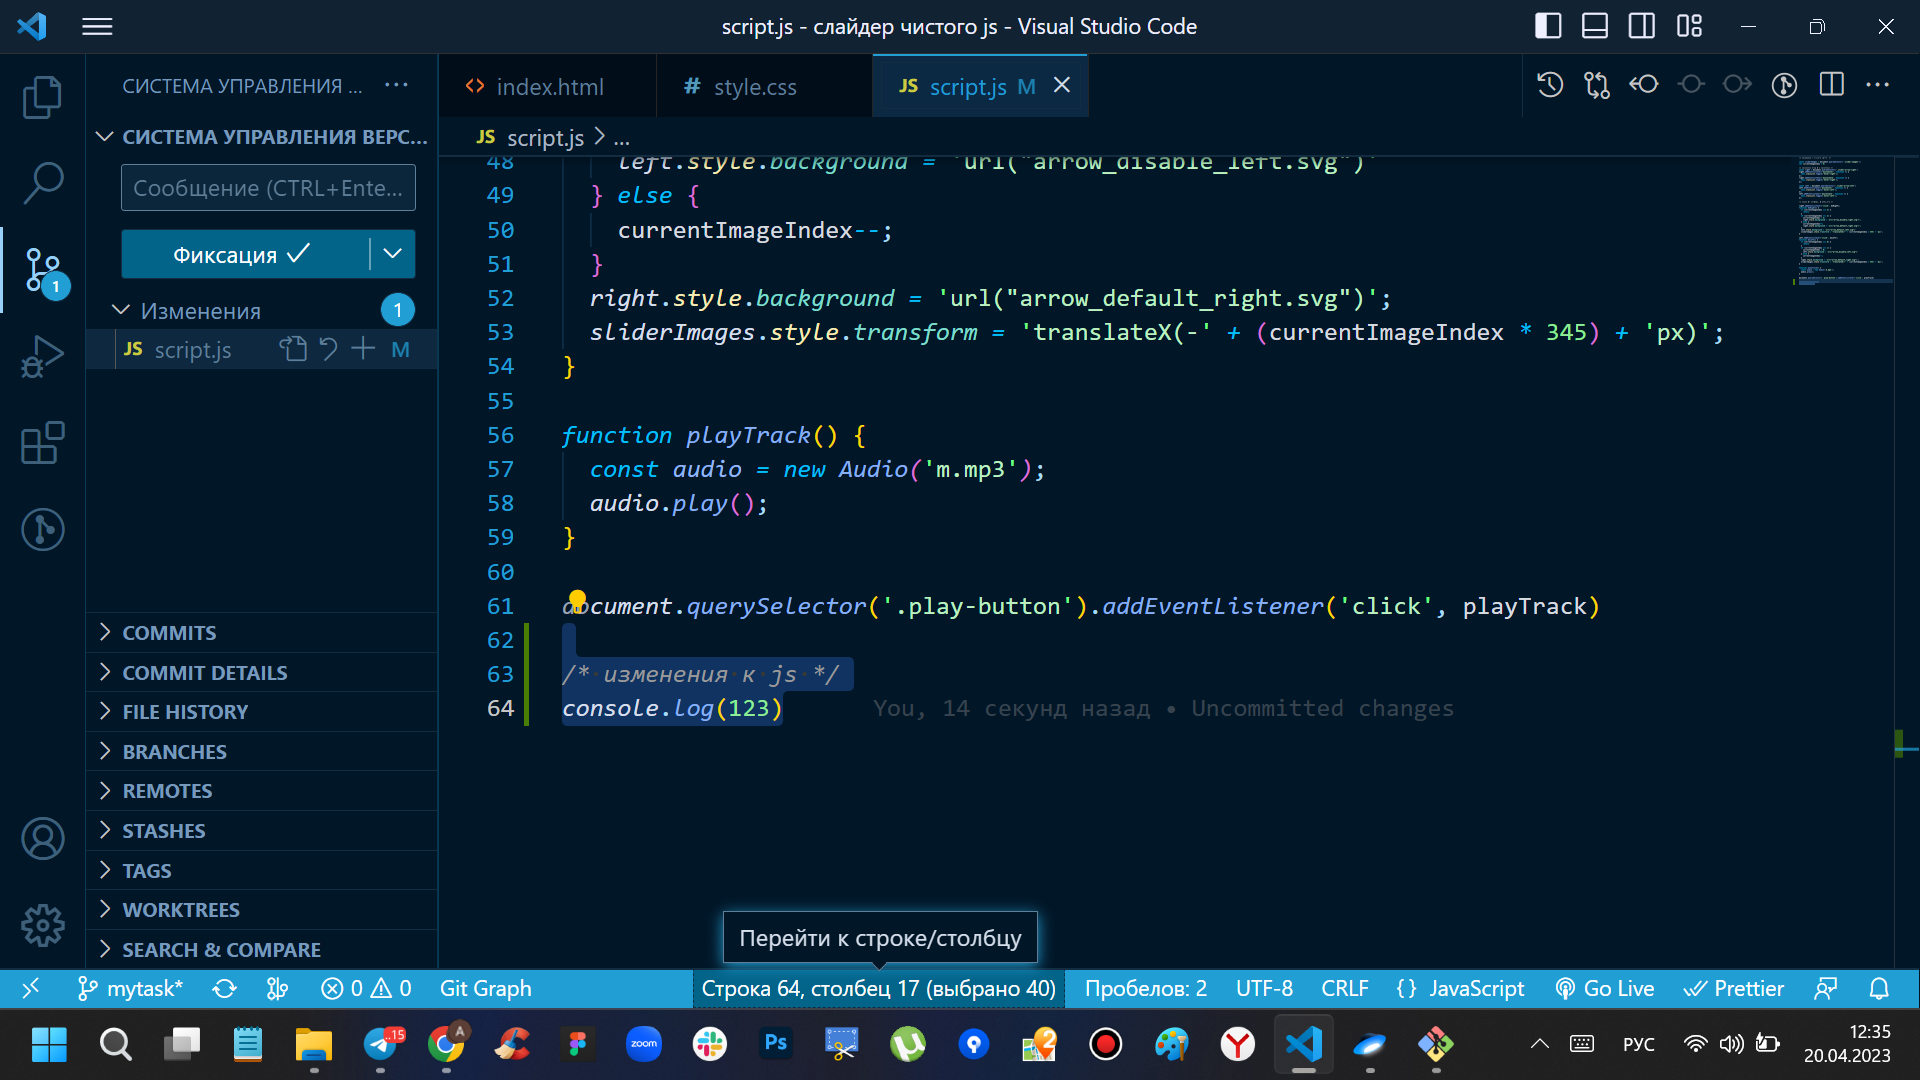 script.js - слайдер чистого js - Visual Studio Code
СИСТЕМА УПРАВЛЕНИЯ ...
index.html
# style.css
JS script.js M
СИСТЕМА УПРАВЛЕНИЯ ВЕРС...
JS script.js > ...
Сообщение (CTRL+Ente...
Фиксация
1
Изменения 1
JS script.js M
COMMITS
COMMIT DETAILS
FILE HISTORY
BRANCHES
REMOTES
STASHES
TAGS
WORKTREES
SEARCH & COMPARE
48 left.style.background = 'url("arrow_disable_left.svg")'
49 } else {
50 currentImageIndex--;
51 }
52 right.style.background = 'url("arrow_default_right.svg")';
53 sliderImages.style.transform = 'translateX(-' + (currentImageIndex * 345) + 'px)';
54 }
55
56 function playTrack() {
57 const audio = new Audio('m.mp3');
58 audio.play();
59 }
60
61 document.querySelector('.play-button').addEventListener('click', playTrack)
62
63 /* изменения к js */
64 console.log(123) You, 14 секунд назад • Uncommitted changes
Перейти к строке/столбцу
mytask* 0 0 Git Graph Строка 64, столбец 17 (выбрано 40) Пробелов: 2 UTF-8 CRLF {} JavaScript Go Live Prettier
..15
A
zoom
Ps
2
РУС
12:35
20.04.2023